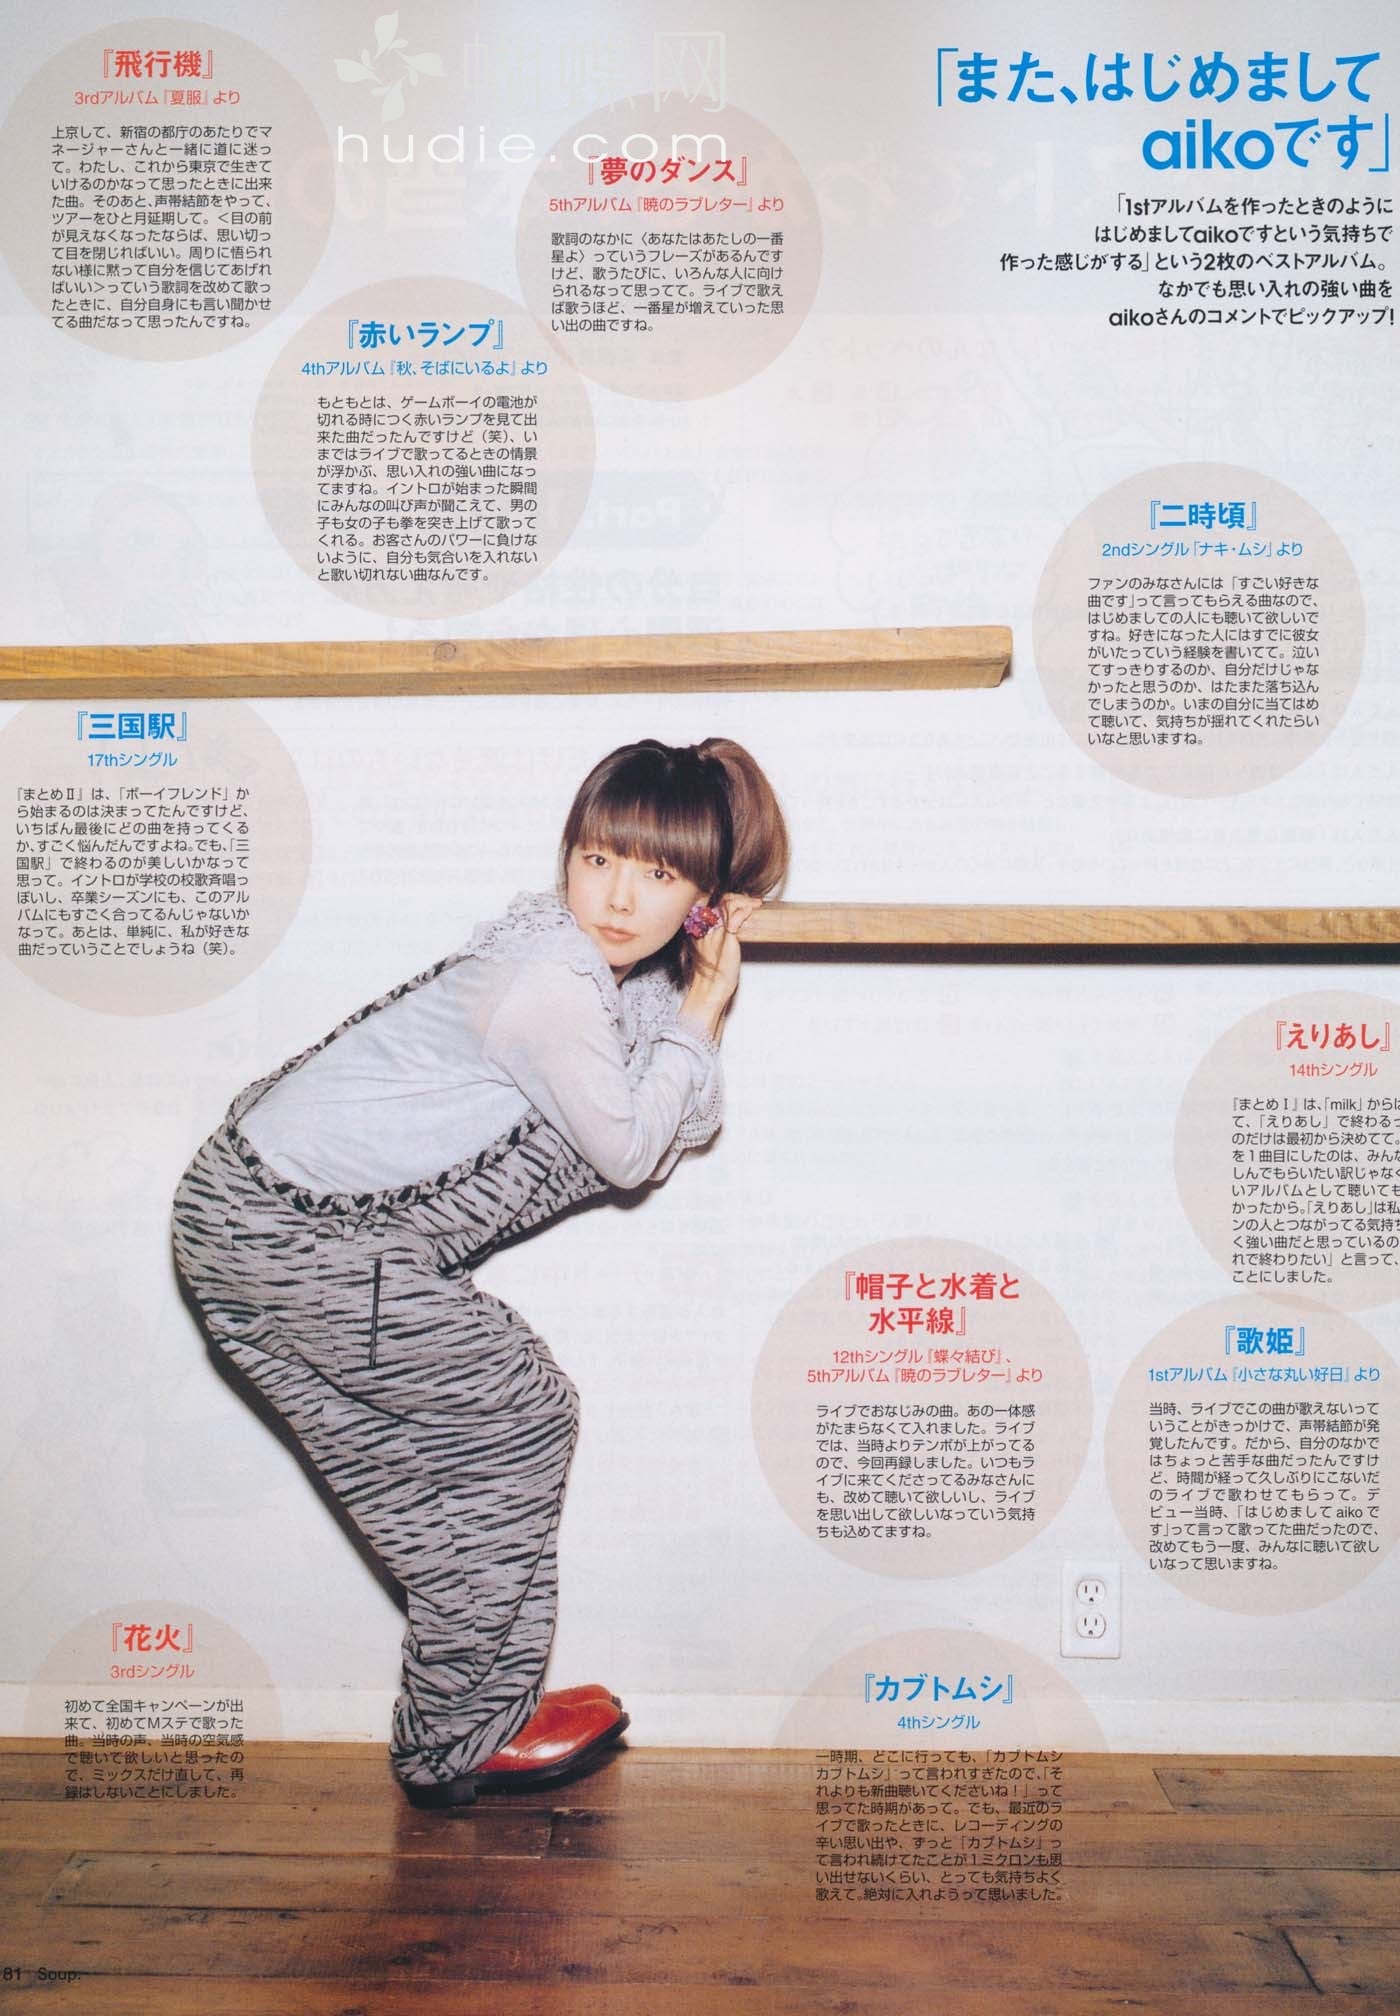 蝴蝶网
hudie.com
「また、はじめまして
aikoです」
「1stアルバムを作ったときのように
はじめましてaikoですという気持ちで
作った感じがする」という2枚のベストアルバム。
なかでも思い入れの強い曲を
aikoさんのコメントでピックアップ!
『飛行機』
3rdアルバム『夏服』より
上京して、新宿の都庁のあたりでマ
ネージャーさんと一緒に道に迷っ
て。わたし、これから東京で生きて
いけるのかなって思ったときに出来
た曲。そのあと、声帯結節をやって、
ツアーをひと月延期して。＜目の前
が見えなくなったならば、思い切っ
て目を閉じればいい。周りに悟られ
ない様に黙って自分を信じてあげれ
ばいい＞っていう歌詞を改めて歌っ
たときに、自分自身にも言い聞かせ
てる曲だなって思ったんですね。
『夢のダンス』
5thアルバム『暁のラブレター』より
歌詞のなかに〈あなたはあたしの一番
星よ〉っていうフレーズがあるんです
けど、歌うたびに、いろんな人に向け
られるなって思ってて。ライブで歌え
ば歌うほど、一番星が増えていった思
い出の曲ですね。
『赤いランプ』
4thアルバム『秋、そばにいるよ』より
もともとは、ゲームボーイの電池が
切れる時につく赤いランプを見て出
来た曲だったんですけど（笑）、い
まではライブで歌ってるときの情景
が浮かぶ、思い入れの強い曲になっ
てますね。イントロが始まった瞬間
にみんなの叫び声が聞こえて、男の
子も女の子も拳を突き上げて歌って
くれる。お客さんのパワーに負けな
いように、自分も気合いを入れない
と歌い切れない曲なんです。
『二時頃』
2ndシングル『ナキ・ムシ』より
ファンのみなさんには「すごい好きな
曲です」って言ってもらえる曲なので、
はじめましての人にも聴いて欲しいで
すね。好きになった人にはすでに彼女
がいたっていう経験を書いてて。泣い
てすっきりするのか、自分だけじゃな
かったと思うのか、はたまた落ち込ん
でしまうのか。いまの自分に当てはめ
て聴いて、気持ちが揺れてくれたらい
いなと思いますね。
『三国駅』
17thシングル
『まとめⅡ』は、「ボーイフレンド」か
ら始まるのは決まってたんですけど、
いちばん最後にどの曲を持ってくる
か、すごく悩んだんですよね。でも、「三
国駅」で終わるのが美しいかなって
思って。イントロが学校の校歌斉唱っ
ぽいし、卒業シーズンにも、このアル
バムにもすごく合ってるんじゃないか
なって。あとは、単純に、私が好きな
曲だっていうことでしょうね（笑）。
『えりあし』
14thシングル
『まとめⅠ』は、「milk」からは
て、「えりあし」で終わるっ
のだけは最初から決めてて。
を１曲目にしたのは、みんな
しんでもらいたい訳じゃなく
いアルバムとして聴いても
かったから。「えりあし」は私
ンの人とつながってる気持ち
く強い曲だと思っているの
れで終わりたい」と言って、
ことにしました。
『帽子と水着と
水平線』
12thシングル『蝶々結び』、
5thアルバム『暁のラブレター』より
ライブでおなじみの曲。あの一体感
がたまらなくて入れました。ライブ
では、当時よりテンポが上がってる
ので、今回再録しました。いつもラ
イブに来てくださってるみなさんに
も、改めて聴いて欲しいし、ライブ
を思い出して欲しいなっていう気持
ちも込めてますね。
『歌姫』
1stアルバム『小さな丸い好日』より
当時、ライブでこの曲が歌えないって
いうことがきっかけで、声帯結節が発
覚したんです。だから、自分のなかで
はちょっと苦手な曲だったんですけ
ど、時間が経って久しぶりにこないだ
のライブで歌わせてもらって。デ
ビュー当時、「はじめまして aiko で
す」って言って歌ってた曲だったので、
改めてもう一度、みんなに聴いて欲し
いなって思いますね。
『花火』
3rdシングル
初めて全国キャンペーンが出
来て、初めてMステで歌った
曲。当時の声、当時の空気感
で聴いて欲しいと思ったの
で、ミックスだけ直して、再
録はしないことにしました。
『カブトムシ』
4thシングル
一時期、どこに行っても、「カブトムシ
カブトムシ」って言われすぎたので、「そ
れよりも新曲聴いてくださいね！」って
思ってた時期があって。でも、最近のラ
イブで歌ったときに、レコーディングの
辛い思い出や、ずっと「カブトムシ」っ
て言われ続けてたことが１ミクロンも思
い出せないくらい、とっても気持ちよく
歌えて。絶対に入れようって思いました。
81 Soup.